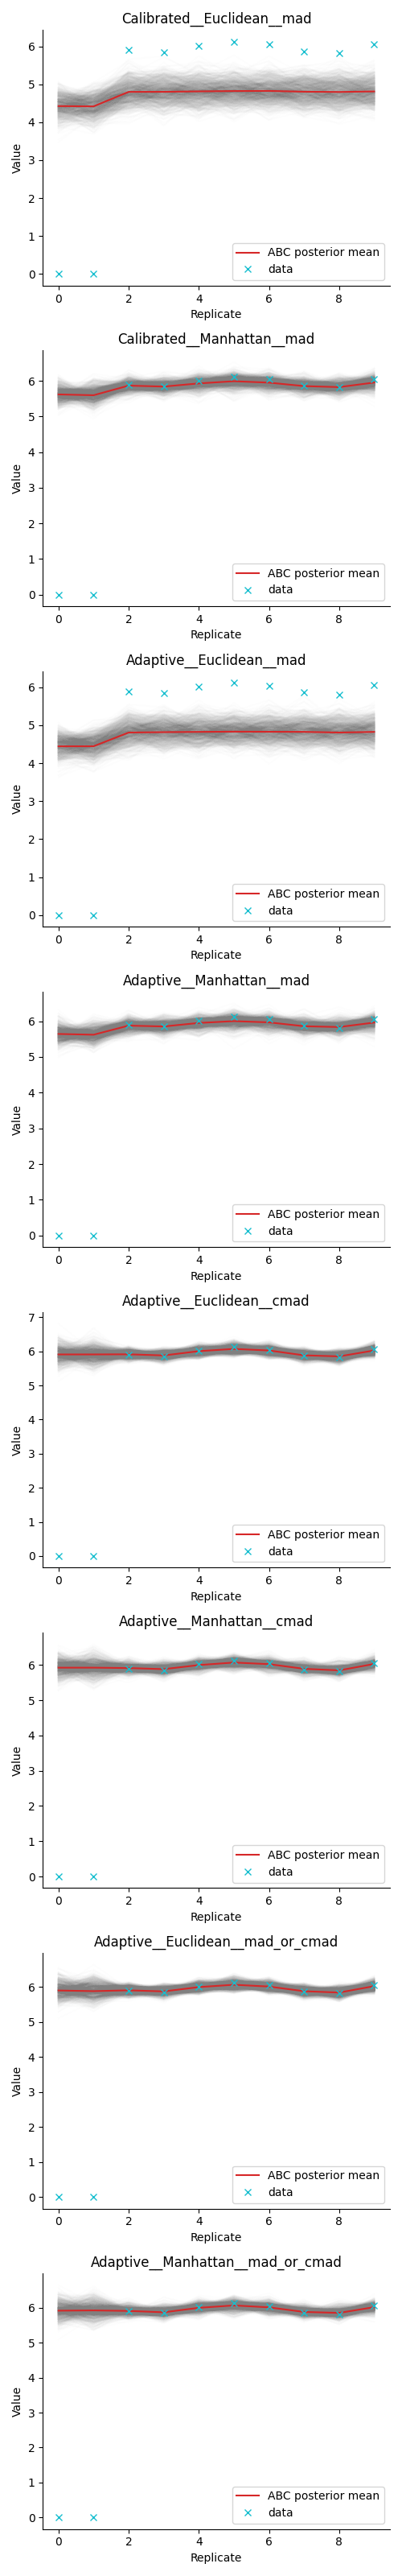 Calibrated__Euclidean__mad
6
5
4
3
2
1
0
Value
ABC posterior mean
data
0 2 4 6 8
Replicate
Calibrated__Manhattan__mad
6
5
4
3
2
1
0
Value
ABC posterior mean
data
0 2 4 6 8
Replicate
Adaptive__Euclidean__mad
6
5
4
3
2
1
0
Value
ABC posterior mean
data
0 2 4 6 8
Replicate
Adaptive__Manhattan__mad
6
5
4
3
2
1
0
Value
ABC posterior mean
data
0 2 4 6 8
Replicate
Adaptive__Euclidean__cmad
7
6
5
4
3
2
1
0
Value
ABC posterior mean
data
0 2 4 6 8
Replicate
Adaptive__Manhattan__cmad
6
5
4
3
2
1
0
Value
ABC posterior mean
data
0 2 4 6 8
Replicate
Adaptive__Euclidean__mad_or_cmad
6
5
4
3
2
1
0
Value
ABC posterior mean
data
0 2 4 6 8
Replicate
Adaptive__Manhattan__mad_or_cmad
6
5
4
3
2
1
0
Value
ABC posterior mean
data
0 2 4 6 8
Replicate